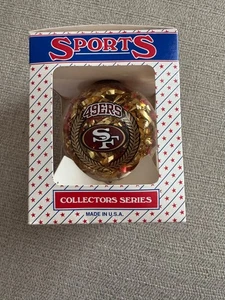 SPORTS
49ERS
SF
COLLECTORS SERIES
MADE IN U.S.A.